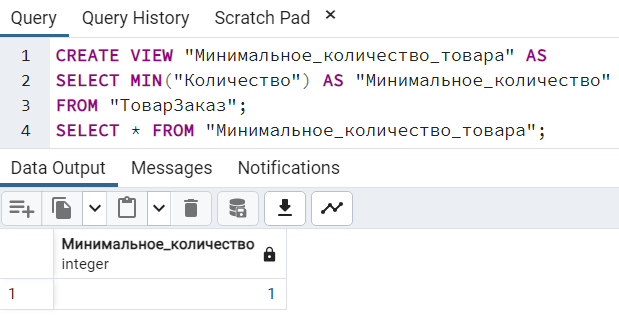 Query Query History Scratch Pad ✕
1 CREATE VIEW "Минимальное_количество_товара" AS
2 SELECT MIN("Количество") AS "Минимальное_количество"
3 FROM "ТоварЗаказ";
4 SELECT * FROM "Минимальное_количество_товара";
Data Output Messages Notifications
Минимальное_количество
integer
1 1